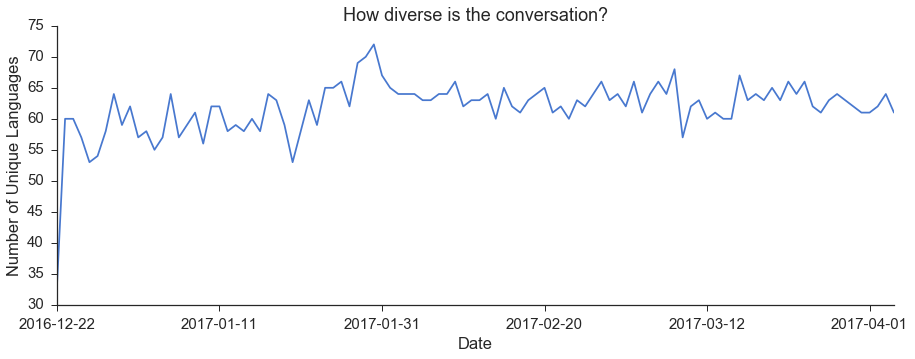 How diverse is the conversation?
Number of Unique Languages
75
70
65
60
55
50
45
40
35
30
2016-12-22 2017-01-11 2017-01-31 2017-02-20 2017-03-12 2017-04-01
Date